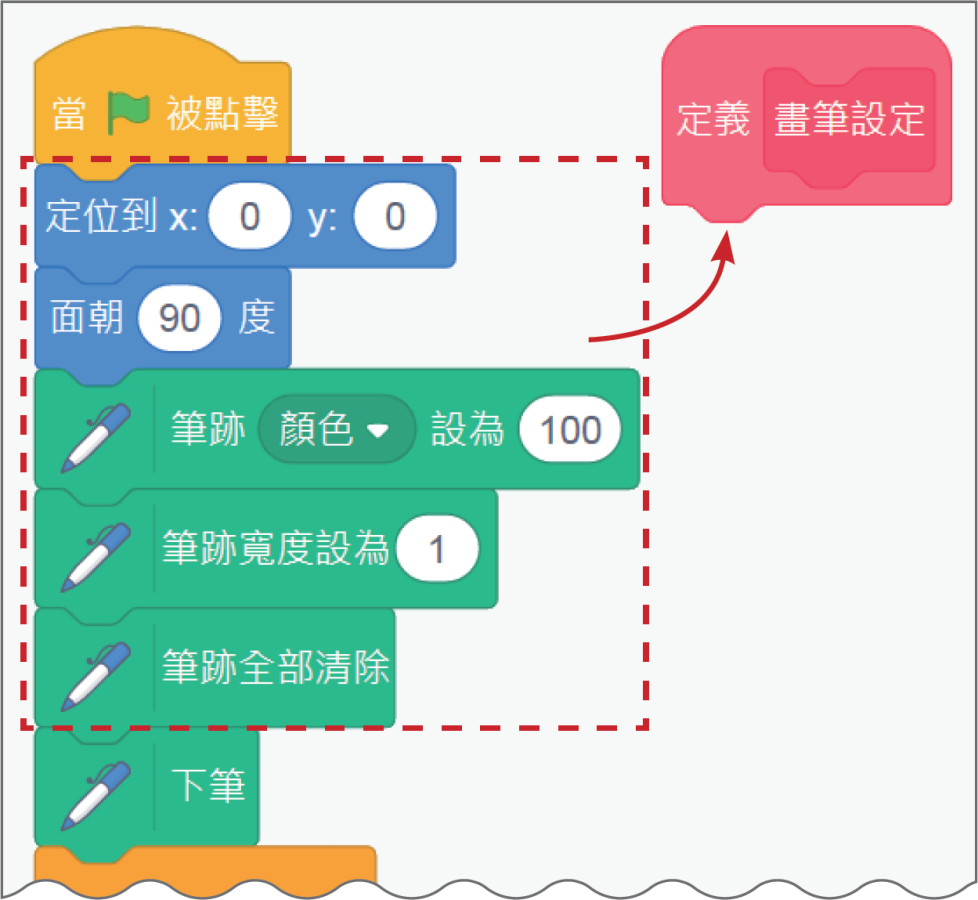 當 被點擊
定義 畫筆設定
定位到 x: 0 y: 0
面朝 90 度
筆跡 顏色 設為 100
筆跡寬度設為 1
筆跡全部清除
下筆